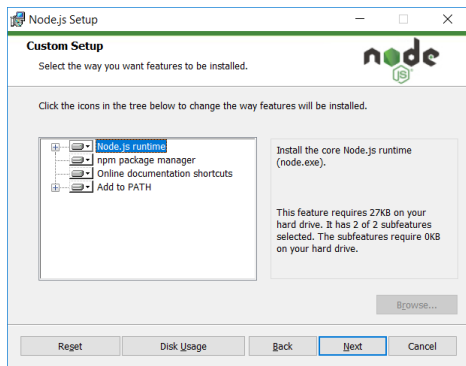 Node.js Setup
Custom Setup
Select the way you want features to be installed.
node
JS
Click the icons in the tree below to change the way features will be installed.
Node.js runtime
npm package manager
Online documentation shortcuts
Add to PATH
Install the core Node.js runtime
(node.exe).
This feature requires 27KB on your
hard drive. It has 2 of 2
subfeatures
selected. The subfeatures require 0KB
on your hard drive.
Browse...
Reset
Disk Usage
Back
Next
Cancel